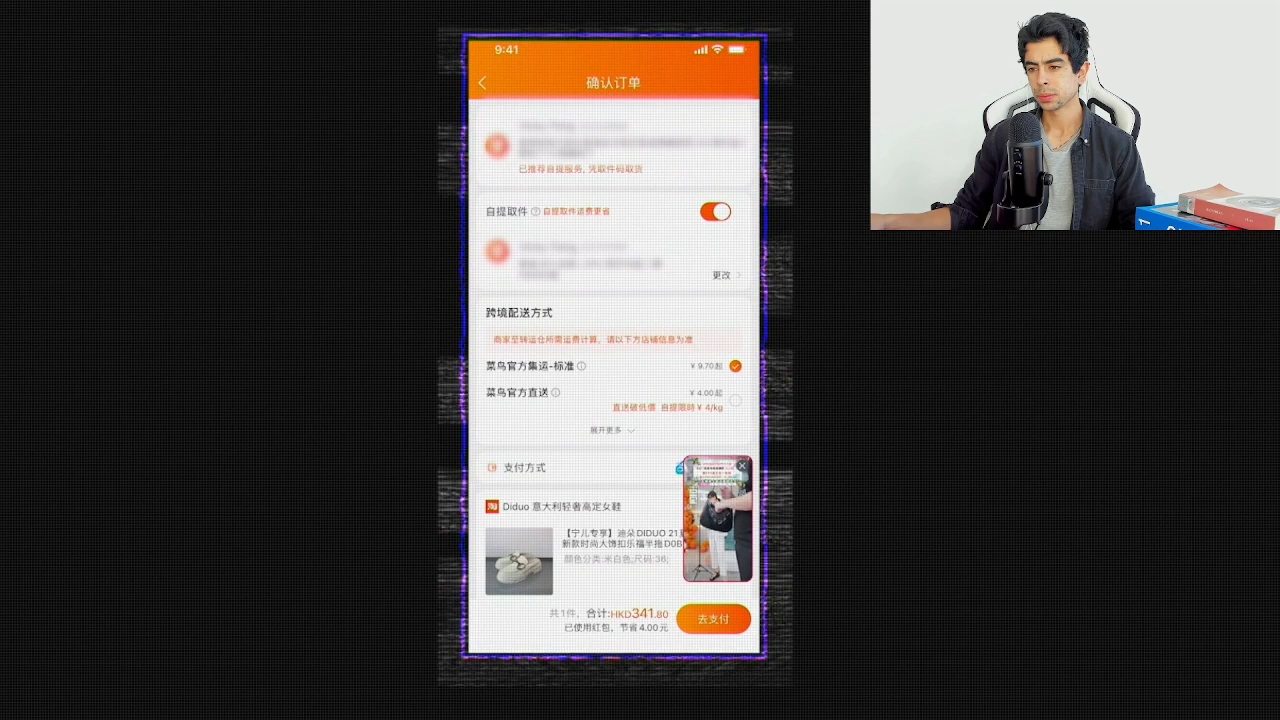 9:41
确认订单
已推荐自提服务, 凭取件码取货
自提取件 自提取件运费更省
更改
跨境配送方式
商家至转运仓所需运费计算，请以下方店铺信息为准
菜鸟官方集运-标准 ¥ 9.70起
菜鸟官方直送 ¥ 4.00起
直送破低價 自提限時¥ 4/kg
展开更多
支付方式
淘 Diduo 意大利轻奢高定女鞋
【宁儿专享】迪朵DIDUO 21
新款时尚大饰扣乐福半拖D0B
颜色分类:米白色;尺码:36;
共1件，合计:HKD341.80
已使用红包，节省4.00元
去支付